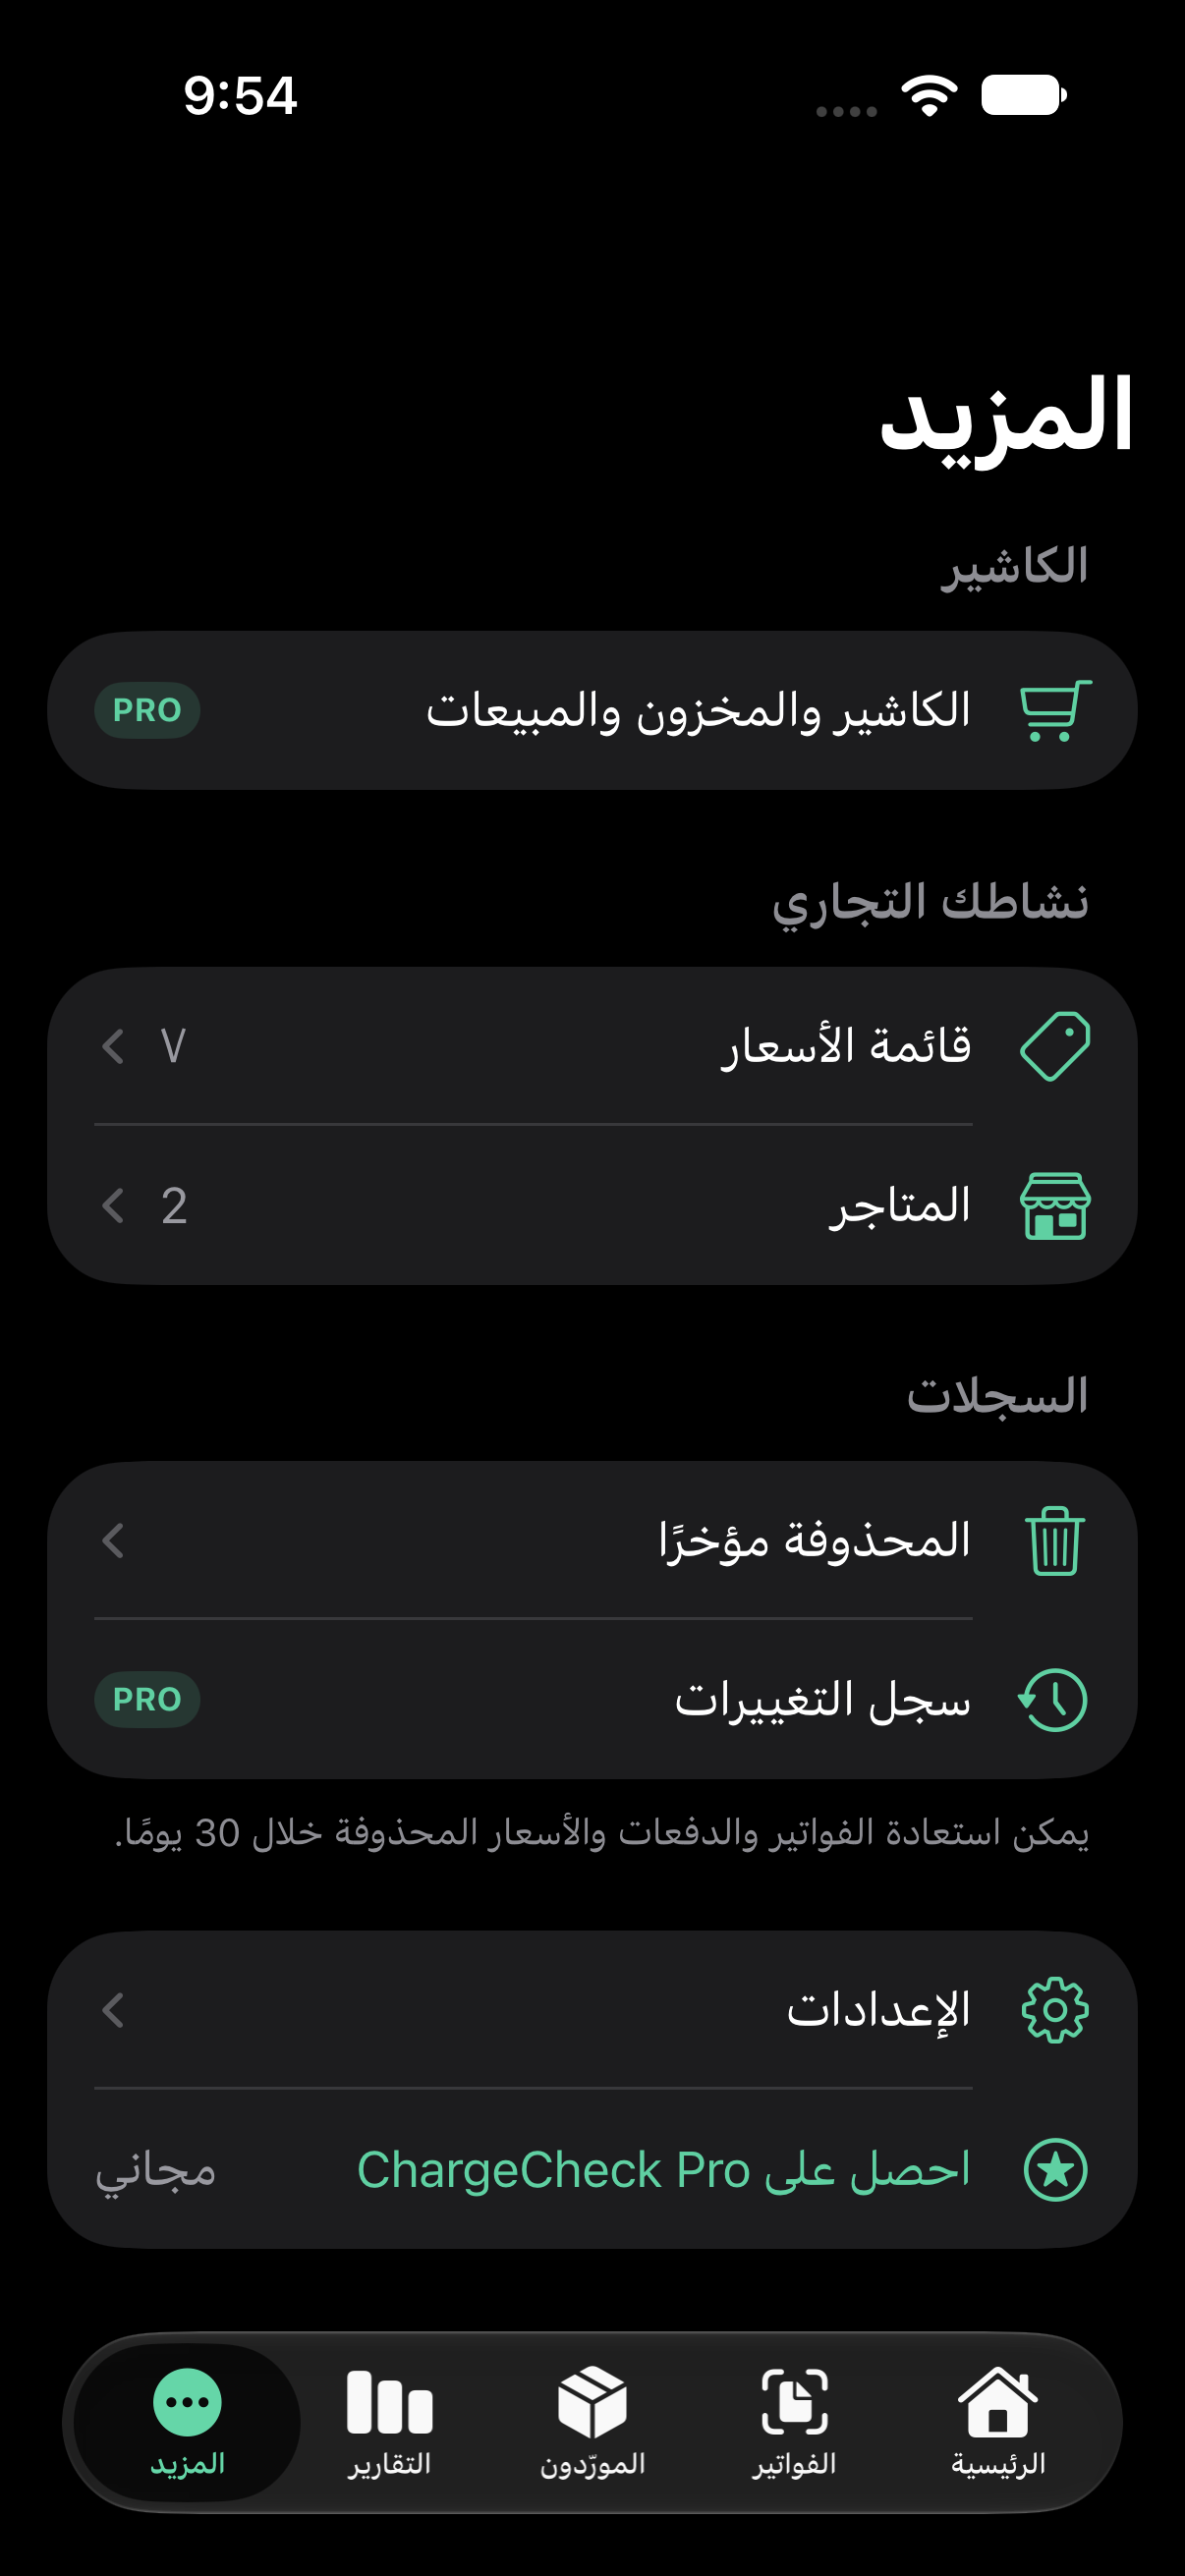 9:54
المزيد
الكاشير
الكاشير والمخزون والمبيعات PRO
نشاطك التجاري
قائمة الأسعار ٧
المتاجر 2
السجلات
المحذوفة مؤخرًا
سجل التغييرات PRO
يمكن استعادة الفواتير والدفعات والأسعار المحذوفة خلال 30 يومًا.
الإعدادات
احصل على ChargeCheck Pro مجاني
الرئيسية الفواتير المورّدون التقارير المزيد